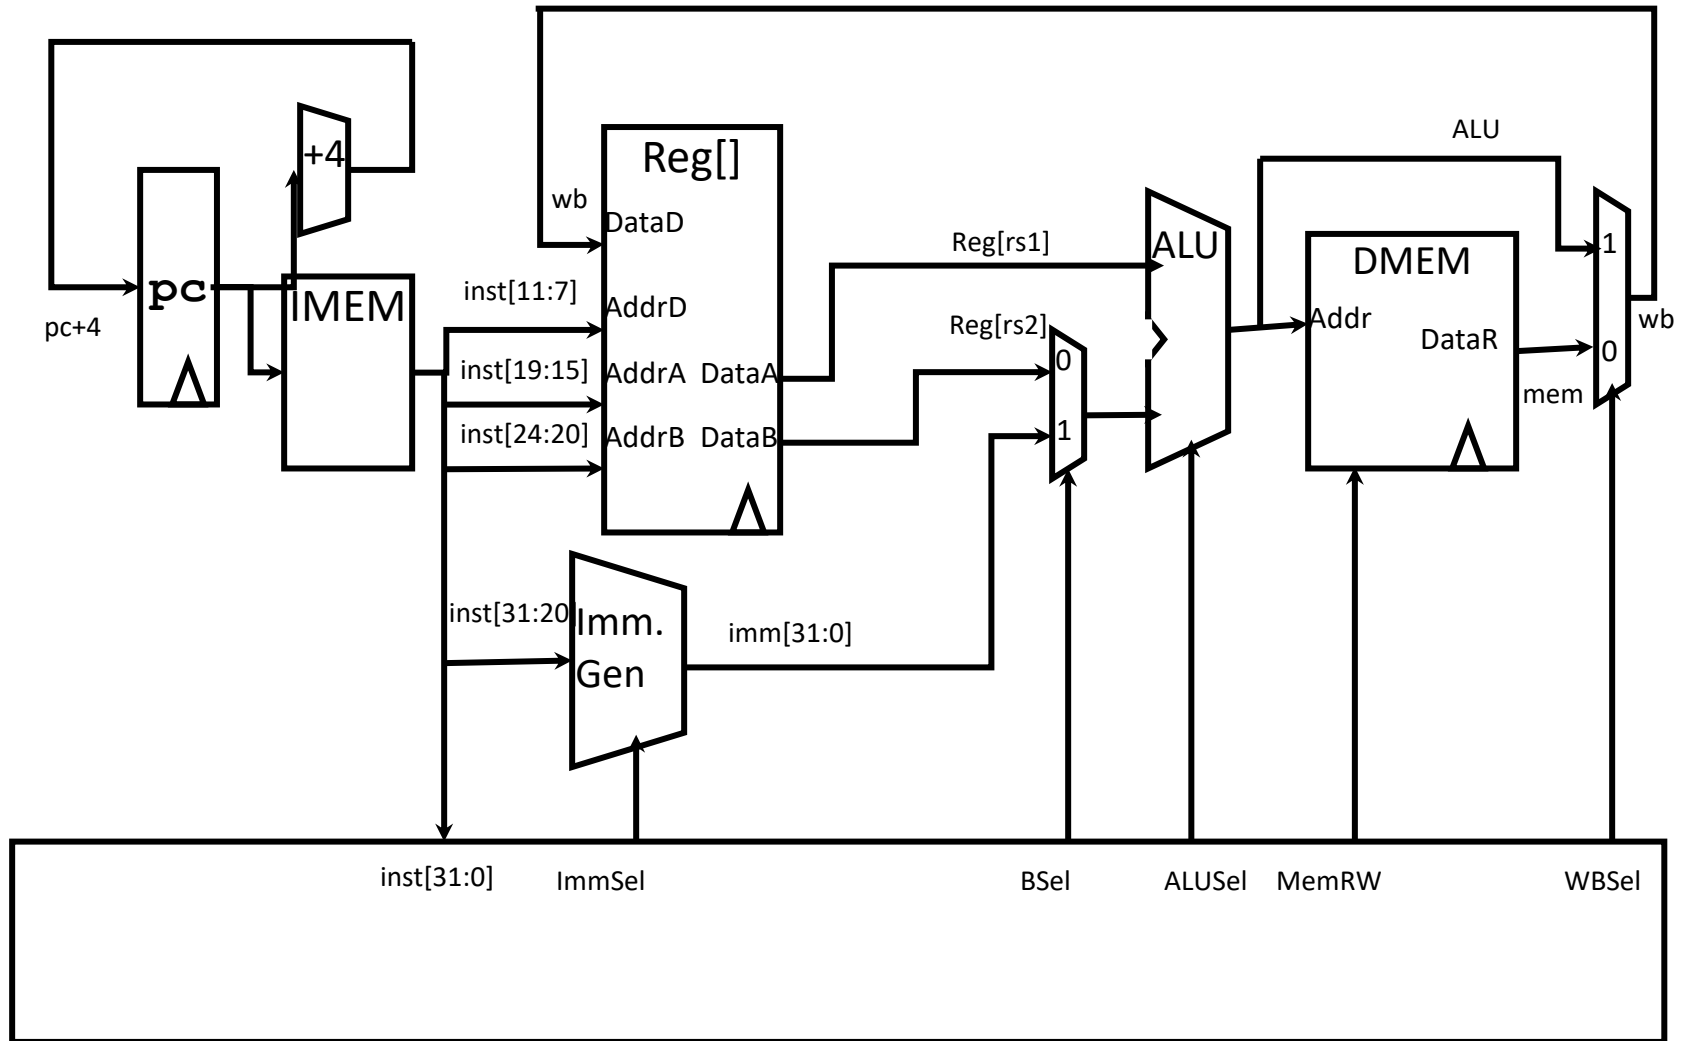 ALU
+4
Reg[]
wb
DataD
Reg[rs1]
ALU
1
DMEM
pc
IMEM
inst[11:7]
AddrD
pc+4
Reg[rs2]
Addr
DataR
wb
inst[19:15]
AddrA
DataA
0
0
mem
inst[24:20]
AddrB
DataB
1
inst[31:20]
Imm.
Gen
imm[31:0]
inst[31:0]
ImmSel
BSel
ALUSel
MemRW
WBSel